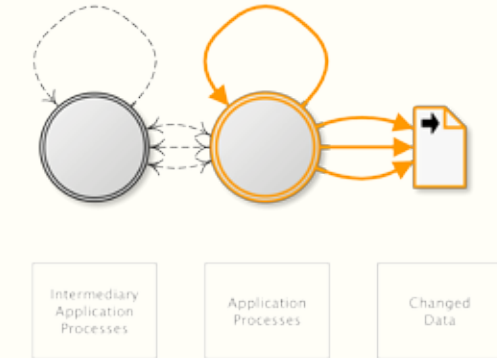 Intermediary
Application
Processes
Application
Processes
Changed
Data